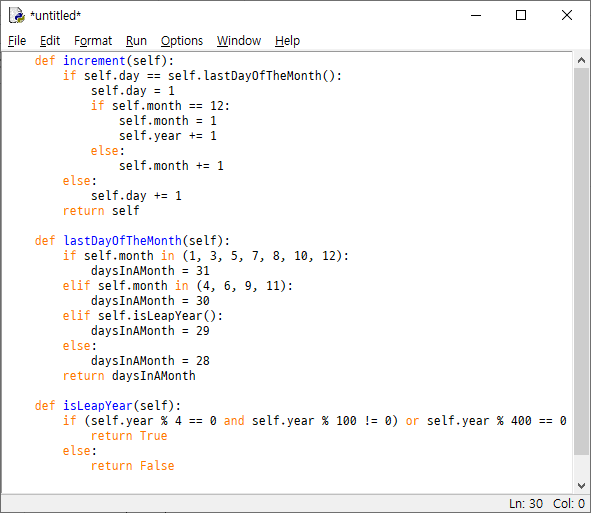 *untitled*
File Edit Format Run Options Window Help
    def increment(self):
        if self.day == self.lastDayOfTheMonth():
            self.day = 1
            if self.month == 12:
                self.month = 1
                self.year += 1
            else:
                self.month += 1
        else:
            self.day += 1
        return self

    def lastDayOfTheMonth(self):
        if self.month in (1, 3, 5, 7, 8, 10, 12):
            daysInAMonth = 31
        elif self.month in (4, 6, 9, 11):
            daysInAMonth = 30
        elif self.isLeapYear():
            daysInAMonth = 29
        else:
            daysInAMonth = 28
        return daysInAMonth

    def isLeapYear(self):
        if (self.year % 4 == 0 and self.year % 100 != 0) or self.year % 400 == 0
            return True
        else:
            return False
Ln: 30 Col: 0